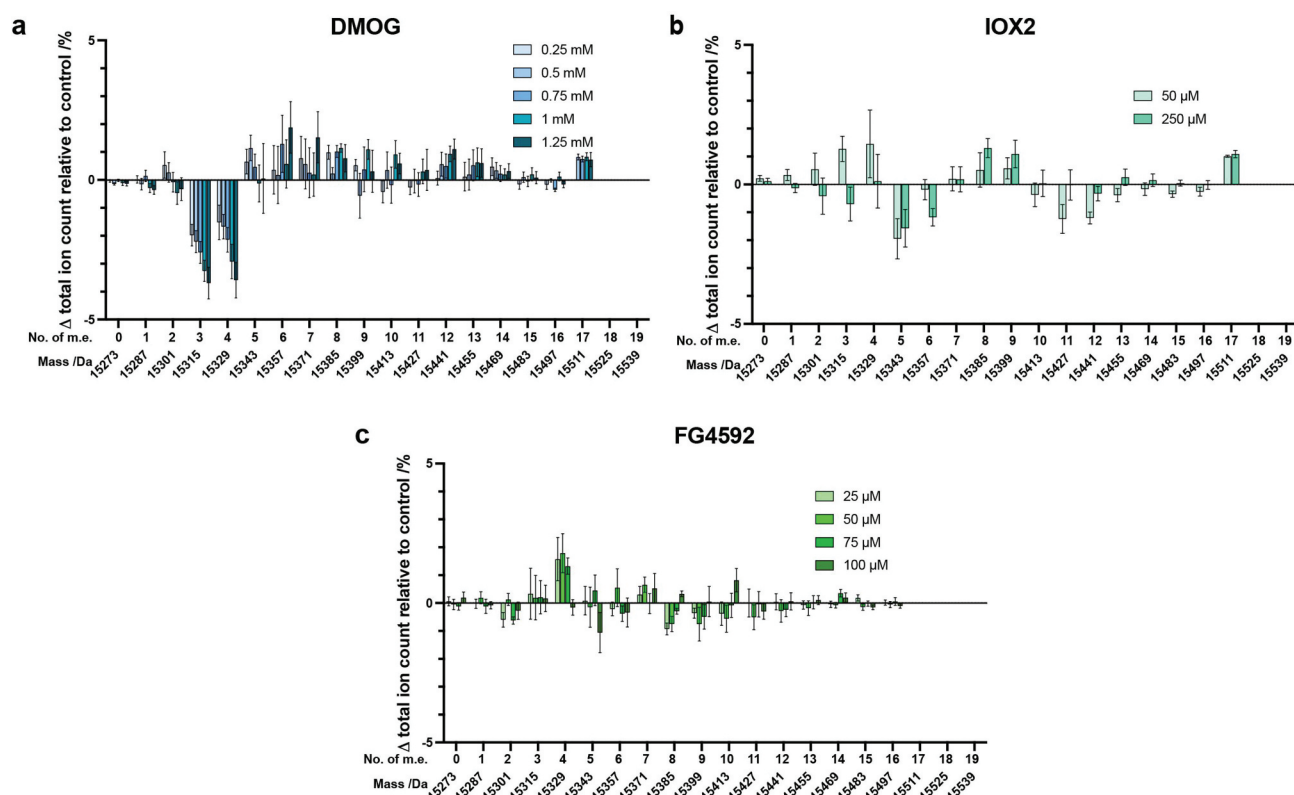 a
DMOG
Δ total ion count relative to control /%
5
0
-5
0.25 mM
0.5 mM
0.75 mM
1 mM
1.25 mM
No. of m.e. 0 1 2 3 4 5 6 7 8 9 10 11 12 13 14 15 16 17 18 19
Mass /Da 15273 15287 15301 15315 15329 15343 15357 15371 15385 15399 15413 15427 15441 15455 15469 15483 15497 15511 15525 15539
b
IOX2
Δ total ion count relative to control /%
5
0
-5
50 µM
250 µM
No. of m.e. 0 1 2 3 4 5 6 7 8 9 10 11 12 13 14 15 16 17 18 19
Mass /Da 15273 15287 15301 15315 15329 15343 15357 15371 15385 15399 15413 15427 15441 15455 15469 15483 15497 15511 15525 15539
c
FG4592
Δ total ion count relative to control /%
5
0
-5
25 µM
50 µM
75 µM
100 µM
No. of m.e. 0 1 2 3 4 5 6 7 8 9 10 11 12 13 14 15 16 17 18 19
Mass /Da 15273 15287 15301 15315 15329 15343 15357 15371 15385 15399 15413 15427 15441 15455 15469 15483 15497 15511 15525 15539